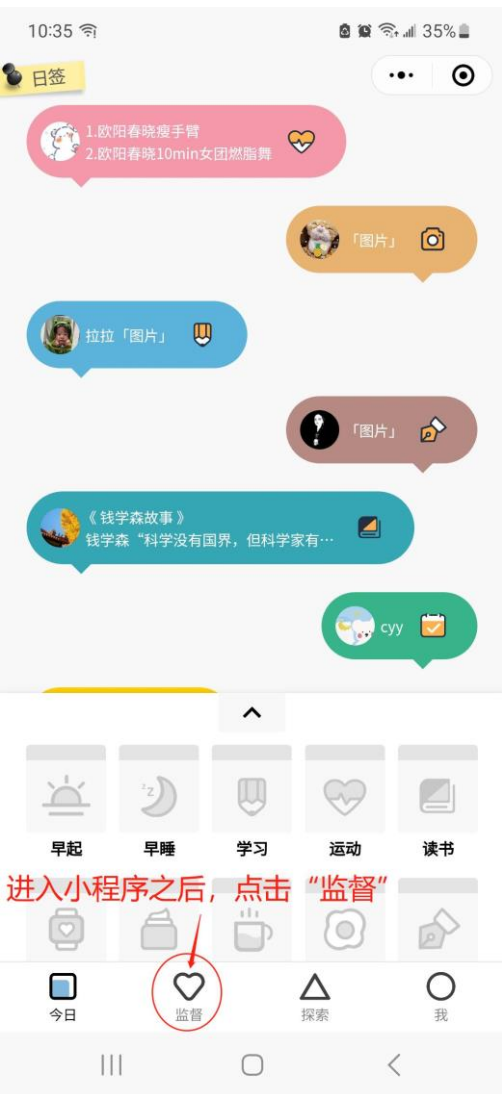 10:35
35%
日签
1.欧阳春晓瘦手臂
2.欧阳春晓10min女团燃脂舞
「图片」
拉拉「图片」
「图片」
《 钱学森故事 》
钱学森“科学没有国界，但科学家有…
cyy
早起
早睡
学习
运动
读书
进入小程序之后，点击“监督”
今日
监督
探索
我